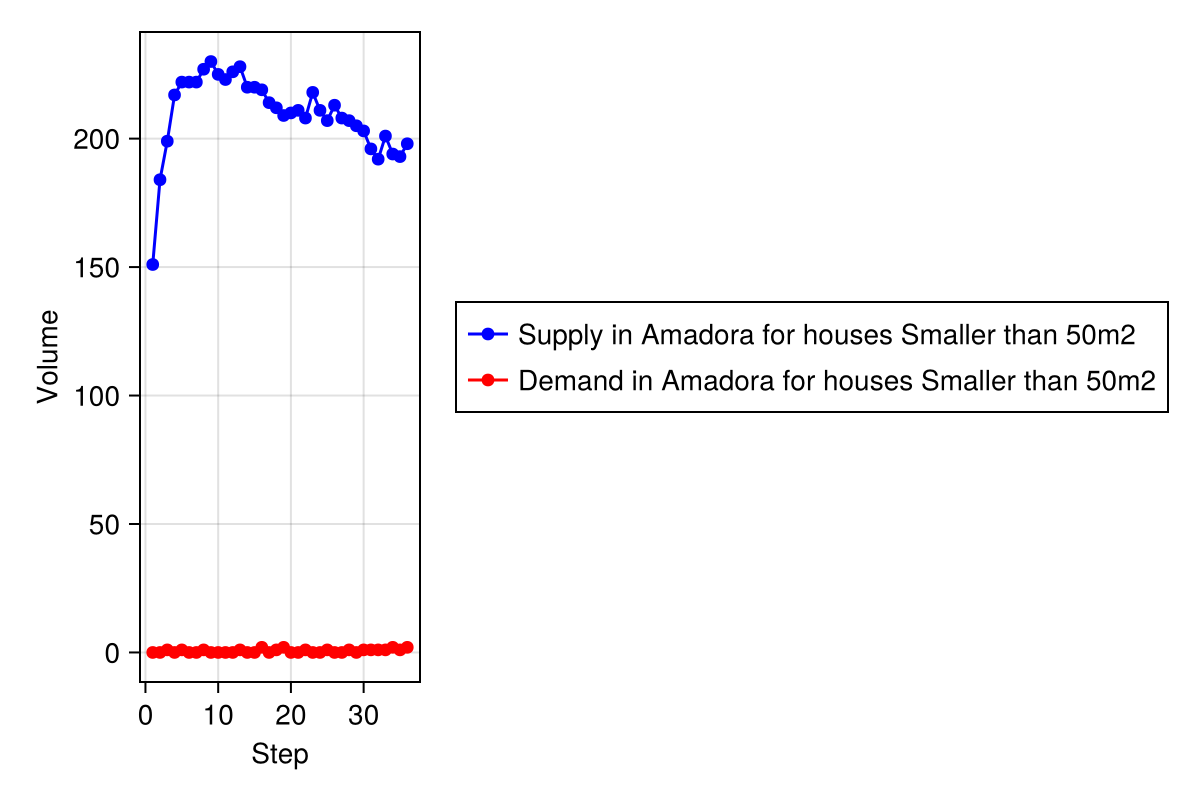 Volume
200
150
100
50
0
0 10 20 30
Step
Supply in Amadora for houses Smaller than 50m2
Demand in Amadora for houses Smaller than 50m2